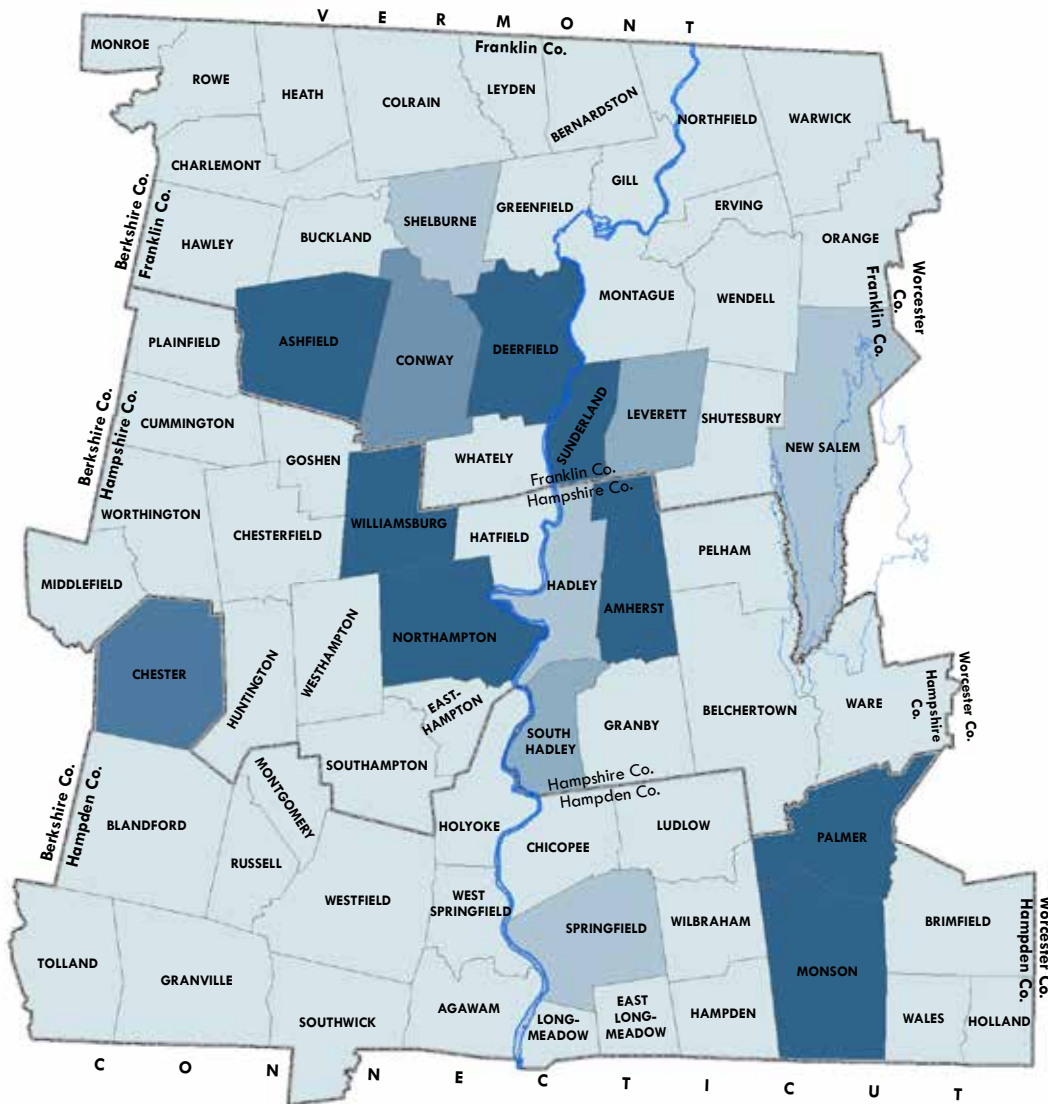 V E R M O N T
MONROE
Franklin Co.
ROWE
HEATH
COLRAIN
LEYDEN
BERNARDSTON
NORTHFIELD
WARWICK
CHARLEMONT
GILL
Berkshire Co.
Franklin Co.
HAWLEY
BUCKLAND
SHELBURNE
GREENFIELD
ERVING
ORANGE
Franklin Co.
Worcester
Co.
MONTAGUE
WENDELL
PLAINFIELD
ASHFIELD
CONWAY
DEERFIELD
SUNDERLAND
LEVERETT
SHUTESBURY
NEW SALEM
Berkshire Co.
Hampshire Co.
CUMMINGTON
GOSHEN
WHATELY
Franklin Co.
Hampshire Co.
WORTHINGTON
CHESTERFIELD
WILLIAMSBURG
HATFIELD
PELHAM
MIDDLEFIELD
HADLEY
AMHERST
NORTHAMPTON
CHESTER
HUNTINGTON
WESTHAMPTON
EAST-
HAMPTON
SOUTH
HADLEY
GRANBY
BELCHERTOWN
WARE
Hampshire
Co.
Worcester Co.
SOUTHAMPTON
Hampshire Co.
Hampden Co.
Berkshire Co.
Hampden Co.
MONTGOMERY
BLANDFORD
RUSSELL
HOLYOKE
CHICOPEE
LUDLOW
PALMER
WESTFIELD
WEST
SPRINGFIELD
SPRINGFIELD
WILBRAHAM
BRIMFIELD
Hampden Co.
Worcester Co.
TOLLAND
GRANVILLE
MONSON
SOUTHWICK
AGAWAM
LONG-
MEADOW
EAST
LONG-
MEADOW
HAMPDEN
WALES
HOLLAND
C O N N E C T I C U T